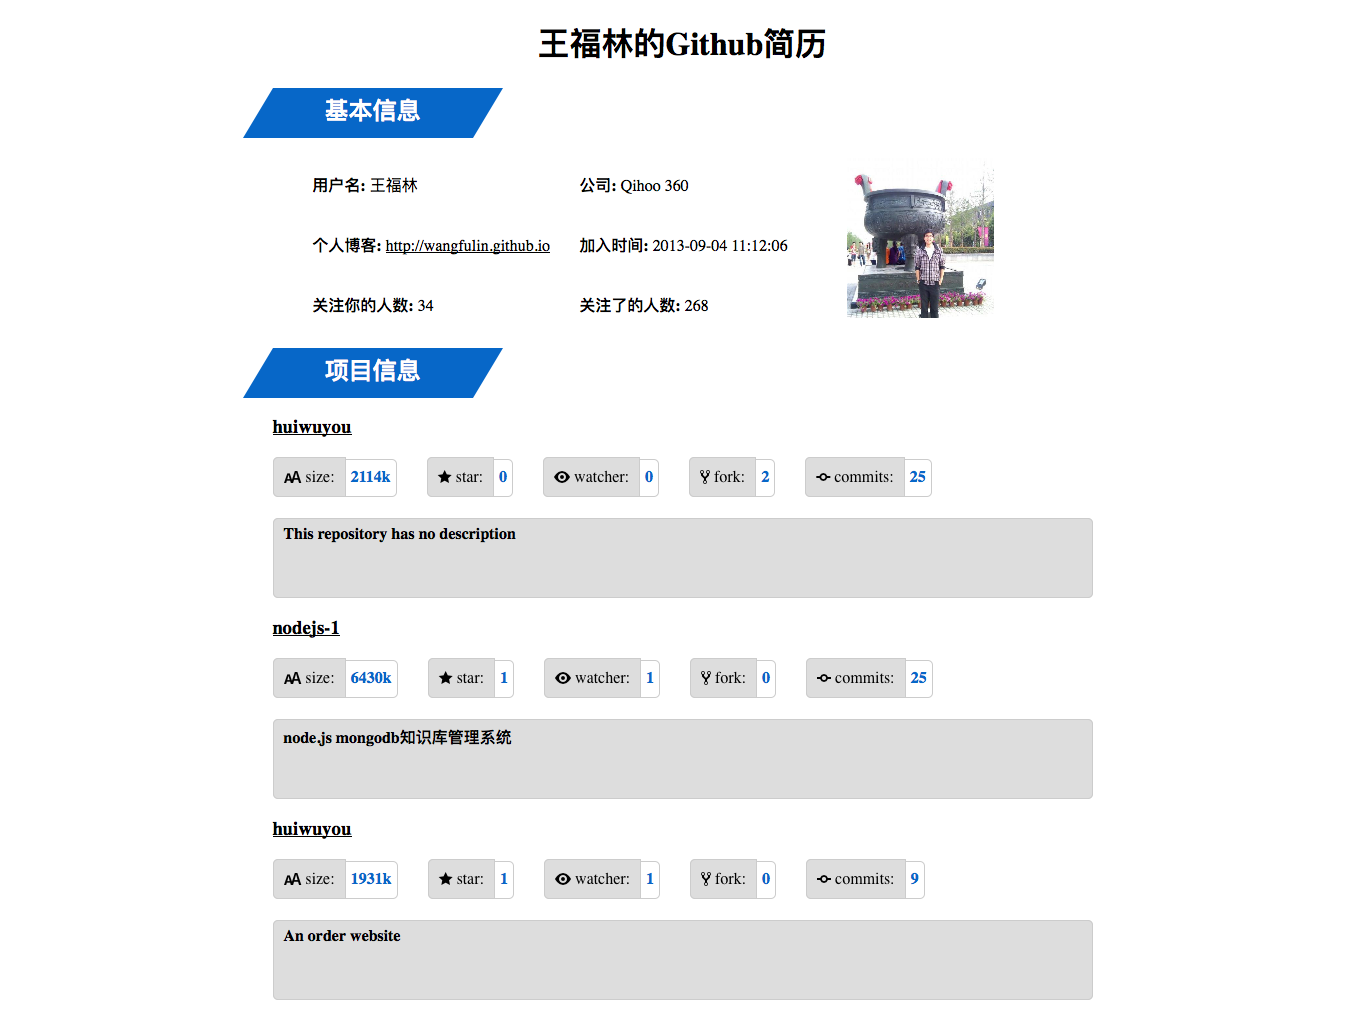 王福林的Github简历
基本信息
用户名: 王福林 公司: Qihoo 360
个人博客: http://wangfulin.github.io 加入时间: 2013-09-04 11:12:06
关注你的人数: 34 关注了的人数: 268
项目信息
huiwuyou
size: 2114k star: 0 watcher: 0 fork: 2 commits: 25
This repository has no description
nodejs-1
size: 6430k star: 1 watcher: 1 fork: 0 commits: 25
node.js mongodb知识库管理系统
huiwuyou
size: 1931k star: 1 watcher: 1 fork: 0 commits: 9
An order website